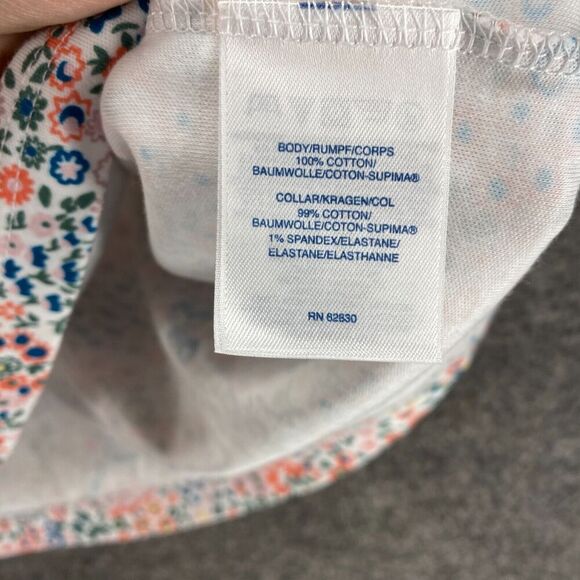 BODY/RUMPF/CORPS
100% COTTON/
BAUMWOLLE/COTON-SUPIMA®
COLLAR/KRAGEN/COL
99% COTTON/
BAUMWOLLE/COTON-SUPIMA®
1% SPANDEX/ELASTANE/
ELASTANE/ELASTHANNE
RN 62830